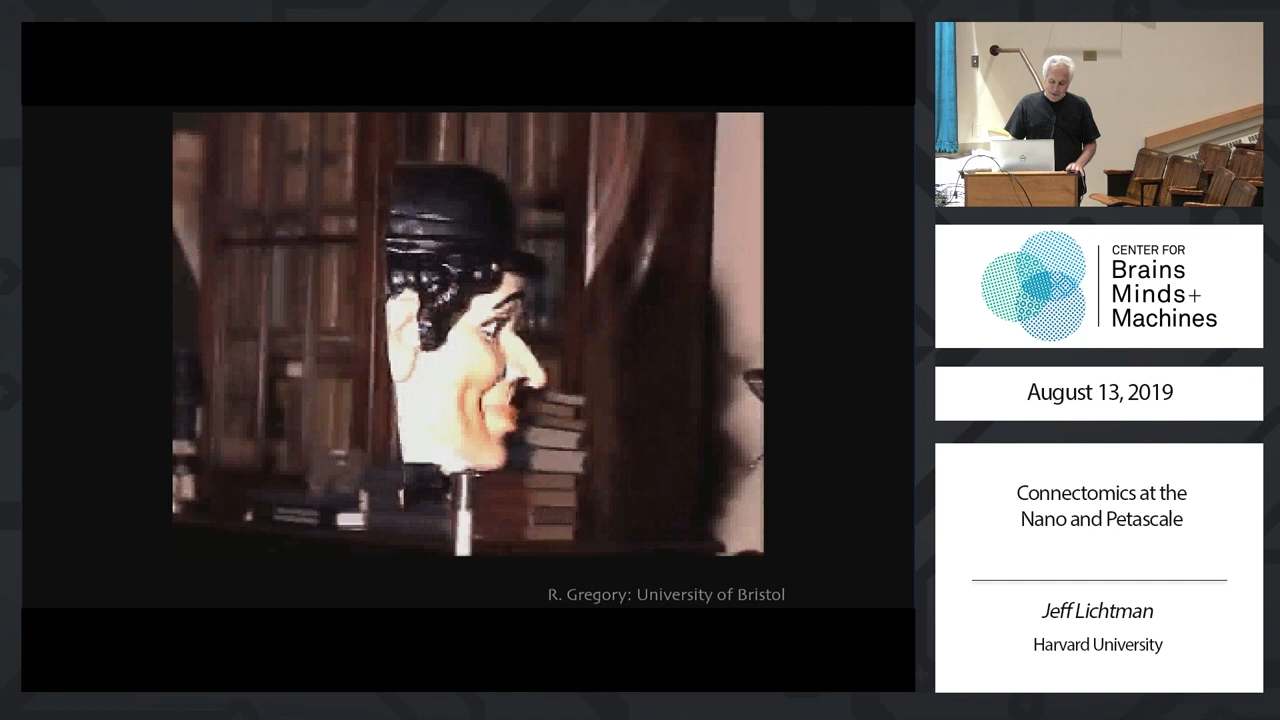 R. Gregory: University of Bristol
CENTER FOR
Brains
Minds+
Machines
August 13, 2019
Connectomics at the
Nano and Petascale
Jeff Lichtman
Harvard University